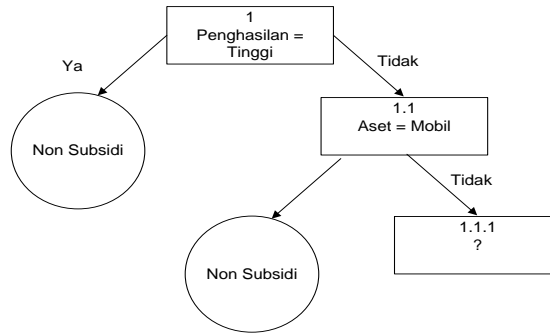 1
Penghasilan =
Tinggi
Ya
Tidak
1.1
Aset = Mobil
Non Subsidi
Tidak
1.1.1
?
Non Subsidi